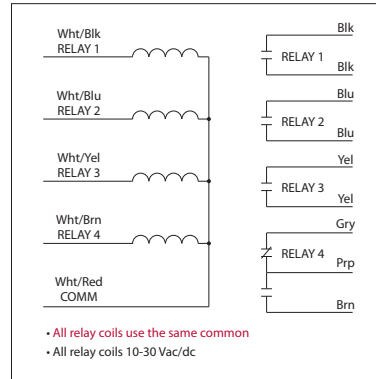 Wht/Blk
RELAY 1
Wht/Blu
RELAY 2
Wht/Yel
RELAY 3
Wht/Brn
RELAY 4
Wht/Red
COMM
Blk
RELAY 1
Blk
Blu
RELAY 2
Blu
Yel
RELAY 3
Yel
Gry
RELAY 4
Prp
Brn
• All relay coils use the same common
• All relay coils 10-30 Vac/dc